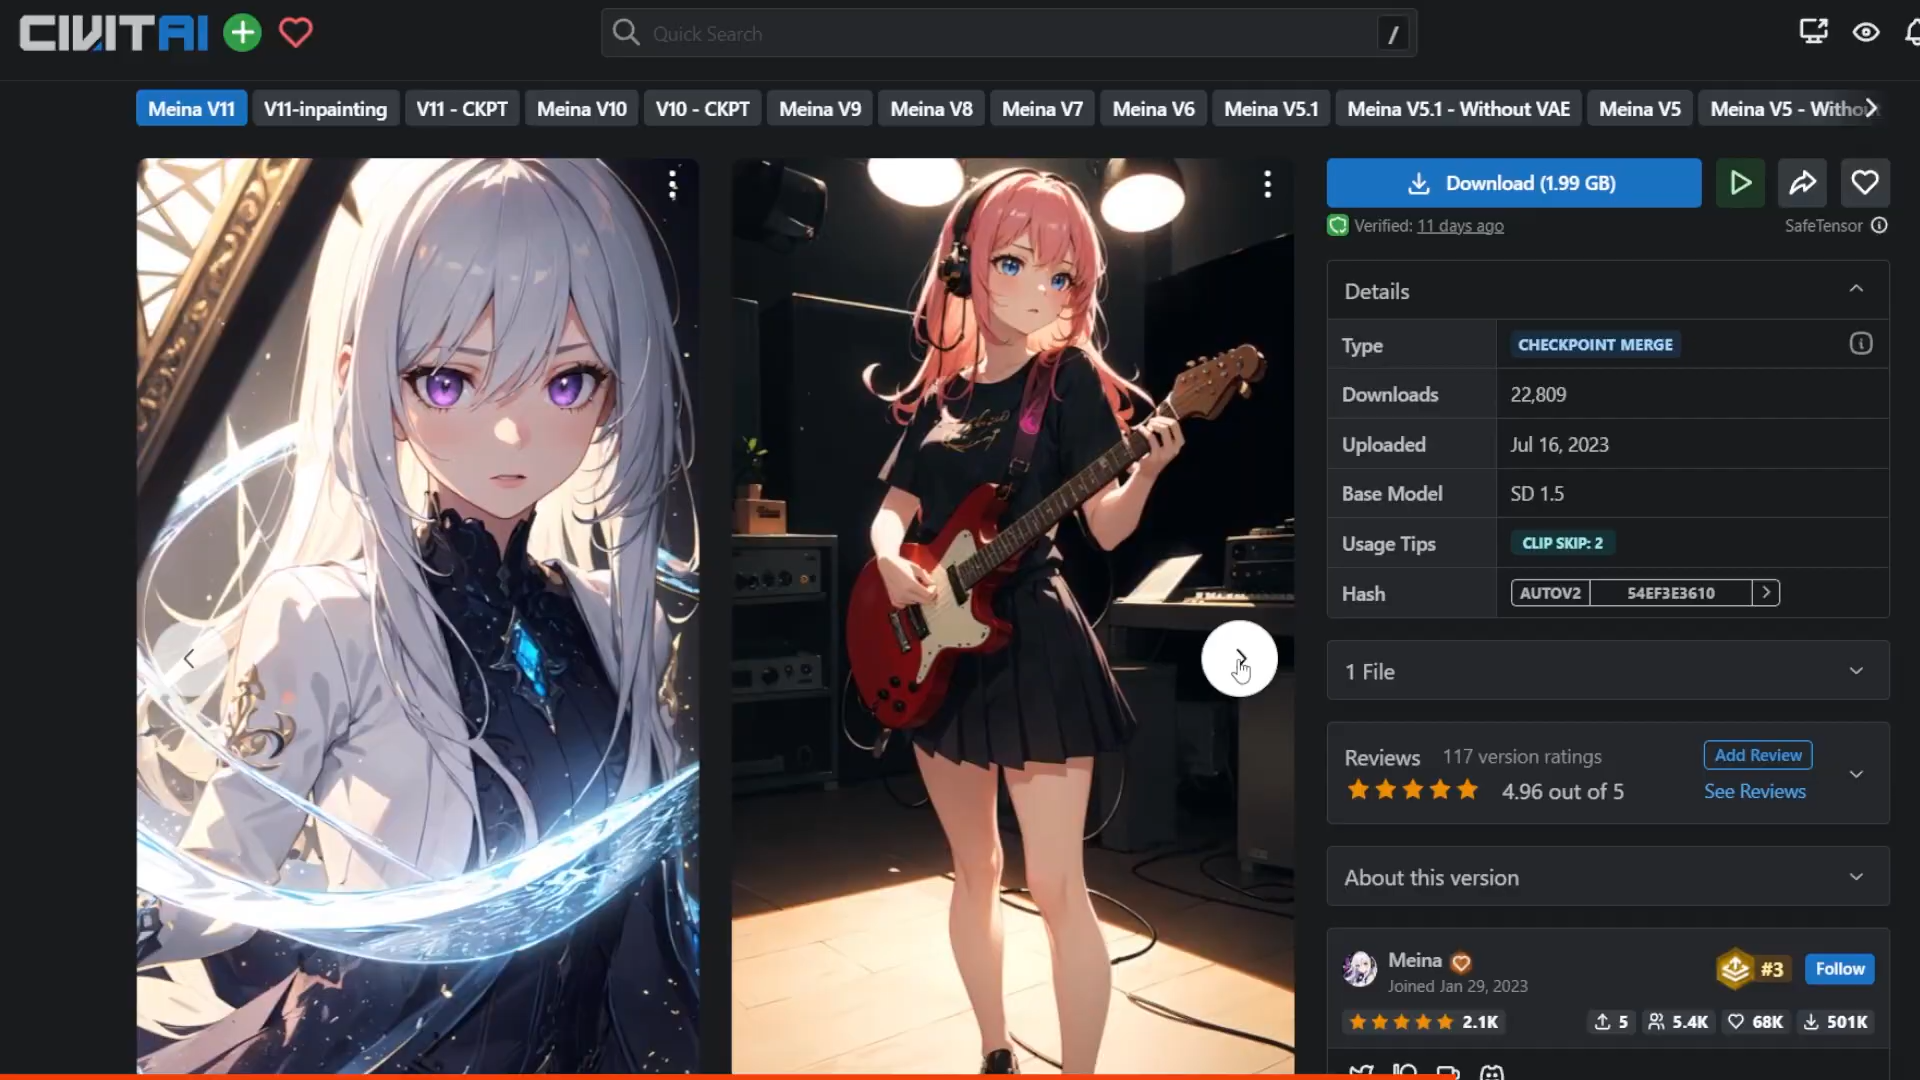 CIVITAI
Quick Search
/
Meina V11
V11-inpainting
V11 - CKPT
Meina V10
V10 - CKPT
Meina V9
Meina V8
Meina V7
Meina V6
Meina V5.1
Meina V5.1 - Without VAE
Meina V5
Meina V5 - Withou
Download (1.99 GB)
Verified: 11 days ago
SafeTensor
Details
Type
CHECKPOINT MERGE
Downloads
22,809
Uploaded
Jul 16, 2023
Base Model
SD 1.5
Usage Tips
CLIP SKIP: 2
Hash
AUTOV2
54EF3E3610
1 File
Reviews
117 version ratings
Add Review
4.96 out of 5
See Reviews
About this version
Meina
#3
Follow
Joined Jan 29, 2023
2.1K
5
5.4K
68K
501K